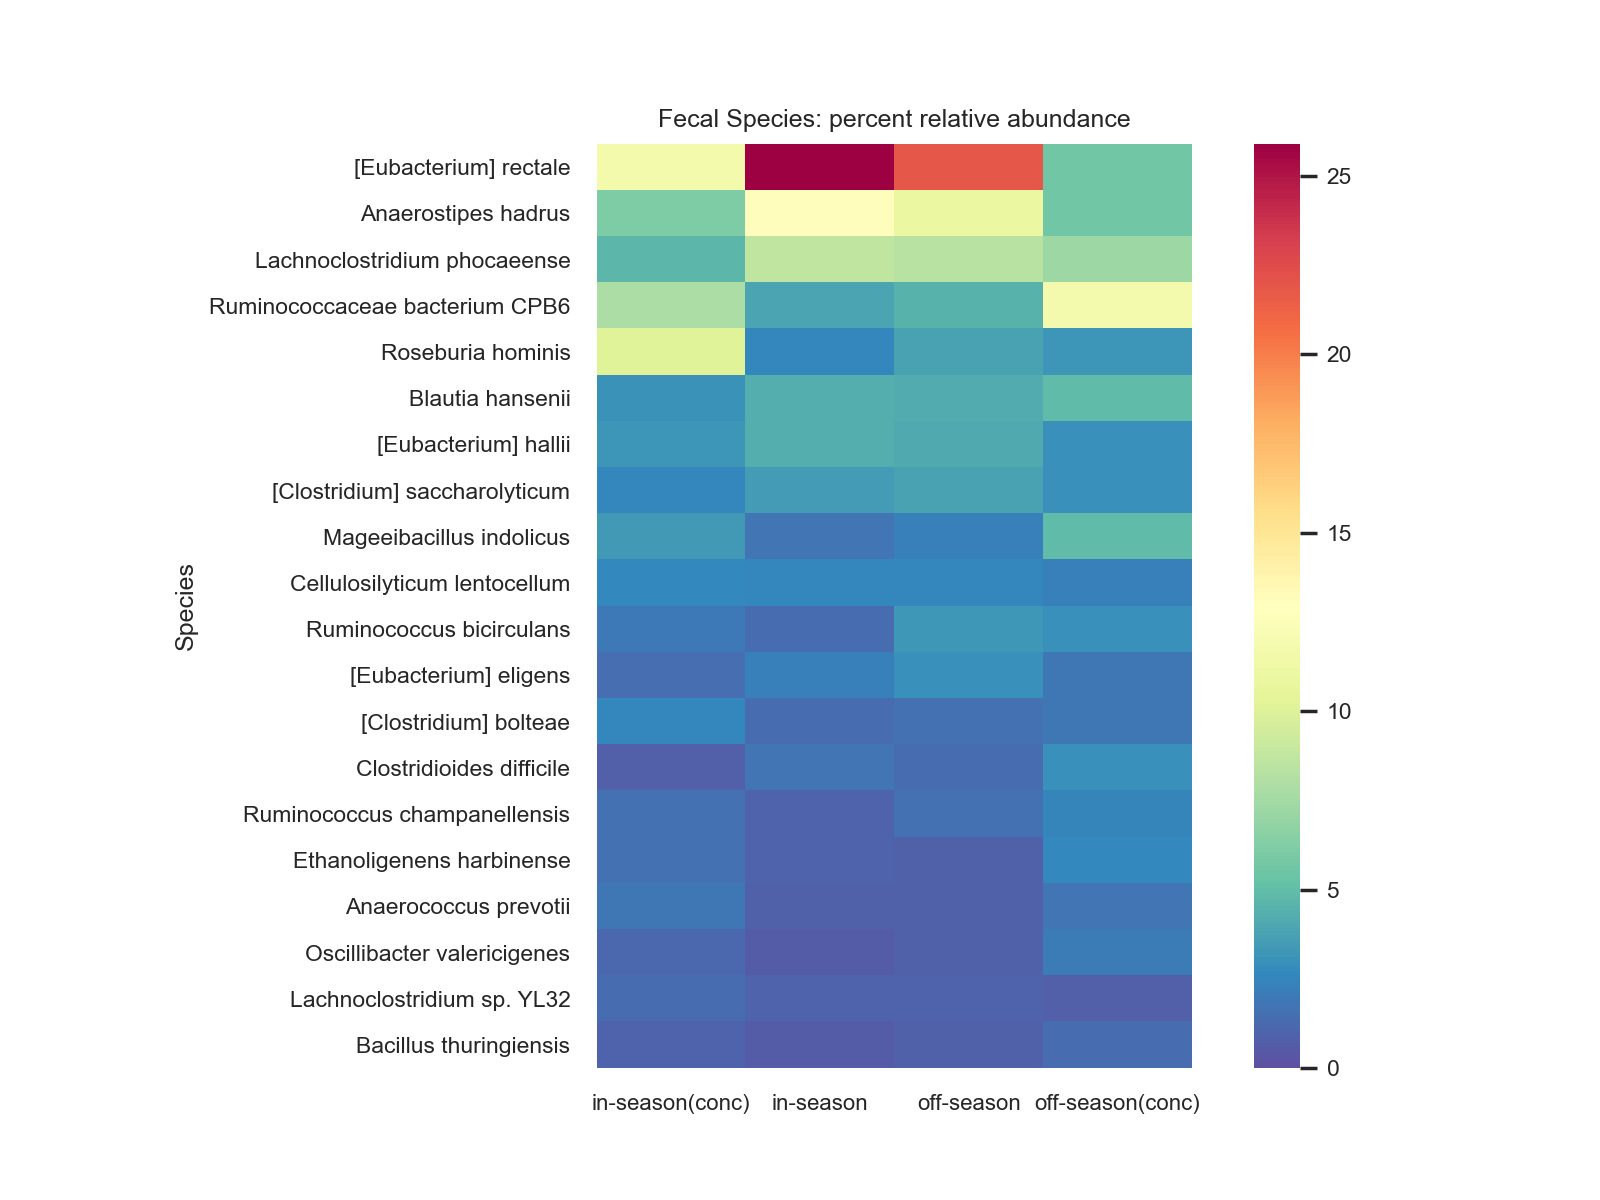 Fecal Species: percent relative abundance
[Eubacterium] rectale
Anaerostipes hadrus
Lachnoclostridium phocaeense
Ruminococcaceae bacterium CPB6
Roseburia hominis
Blautia hansenii
[Eubacterium] hallii
[Clostridium] saccharolyticum
Mageeibacillus indolicus
Cellulosilyticum lentocellum
Ruminococcus bicirculans
[Eubacterium] eligens
[Clostridium] bolteae
Clostridioides difficile
Ruminococcus champanellensis
Ethanoligenens harbinense
Anaerococcus prevotii
Oscillibacter valericigenes
Lachnoclostridium sp. YL32
Bacillus thuringiensis
Species
in-season(conc) in-season off-season off-season(conc)
25
20
15
10
5
0